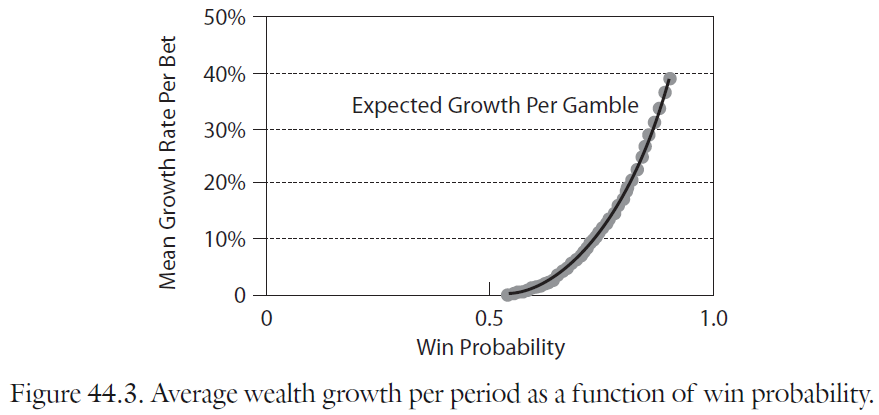 50%
40%
30%
20%
10%
0
Mean Growth Rate Per Bet
Expected Growth Per Gamble
0
0.5
1.0
Win Probability
Figure 44.3. Average wealth growth per period as a function of win probability.